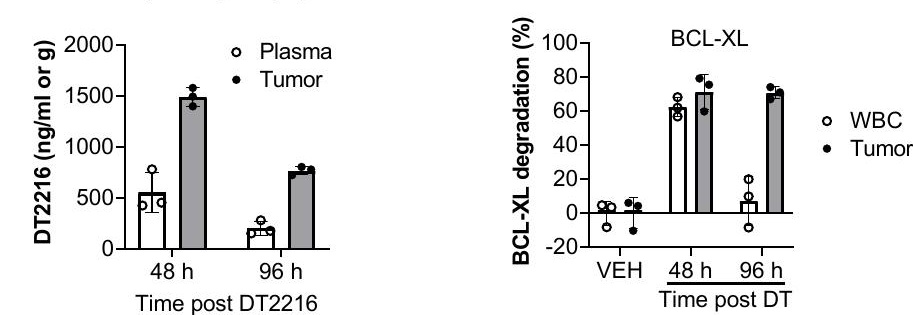 DT2216 (ng/ml or g)
2000
1500
1000
500
0
Plasma
Tumor
48 h
96 h
Time post DT2216
BCL-XL degradation (%)
BCL-XL
100
80
60
40
20
0
-20
WBC
Tumor
VEH
48 h
96 h
Time post DT